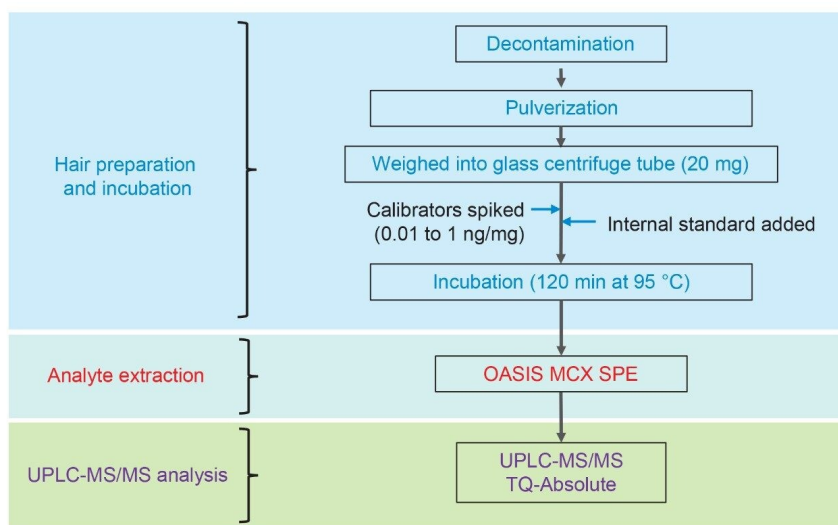 Decontamination
Pulverization
Hair preparation
and incubation
Weighed into glass centrifuge tube (20 mg)
Calibrators spiked
(0.01 to 1 ng/mg)
Internal standard added
Incubation (120 min at 95 °C)
Analyte extraction
OASIS MCX SPE
UPLC-MS/MS analysis
UPLC-MS/MS
TQ-Absolute